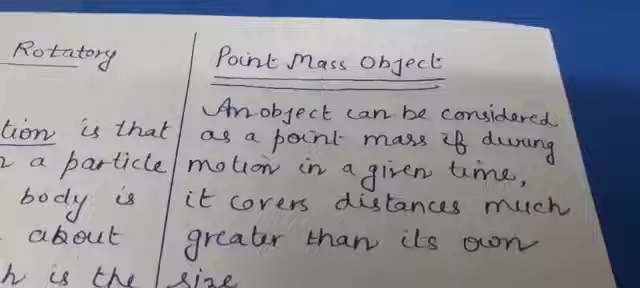 Rotatory
tion is that
a particle
body is
about
h is the
Point Mass Object
An object can be considered
as a point mass if during
motion in a given time,
it covers distances much
greater than its own
size